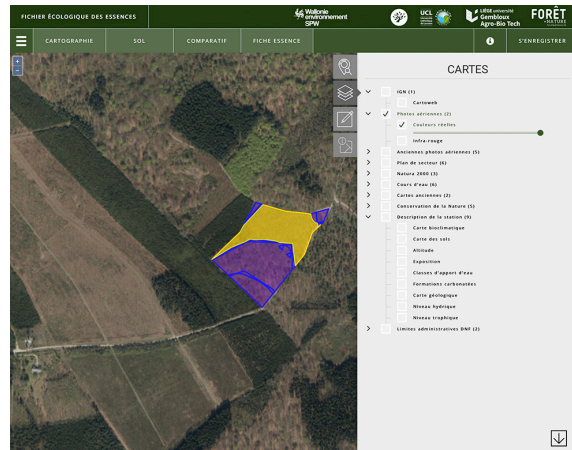 FICHIER ÉCOLOGIQUE DES ESSENCES
Wallonie
environnement
SPW
UCL
LIÈGE université
Gembloux
Agro-Bio Tech
FORÊT
NATURE
CARTOGRAPHIE
SOL
COMPARATIF
FICHE ESSENCE
S'ENREGISTRER
CARTES
IGN (1)
Cartoweb
Photos aériennes (2)
Couleurs réelles
Infra-rouge
Anciennes photos aériennes (5)
Plan de secteur (6)
Natura 2000 (3)
Cours d'eau (6)
Cartes anciennes (2)
Conservation de la Nature (5)
Description de la station (9)
Carte bioclimatique
Carte des sols
Altitude
Exposition
Classes d'apport d'eau
Formations carbonatées
Carte géologique
Niveau hydrique
Niveau trophique
Limites administratives DNF (2)